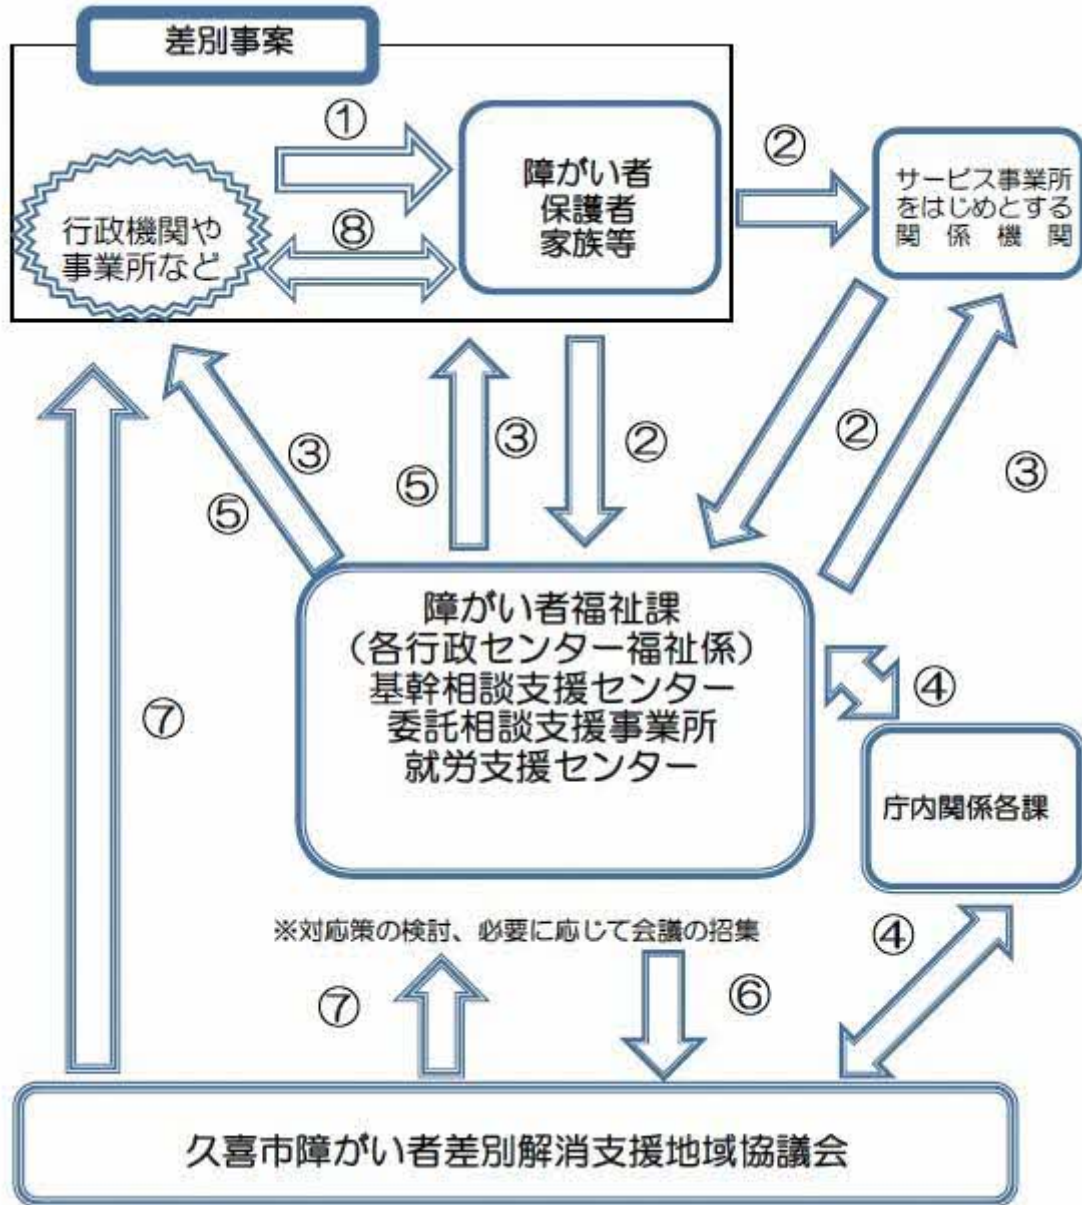 差別事案
①
②
障がい者
保護者
家族等
サービス事業所
をはじめとする
関係機関
行政機関や
事業所など
⑧
③
②
⑤
③
⑤
②
③
障がい者福祉課
（各行政センター福祉係）
基幹相談支援センター
委託相談支援事業所
就労支援センター
④
⑦
庁内関係各課
※対応策の検討、必要に応じて会議の招集
④
⑦
⑥
久喜市障がい者差別解消支援地域協議会